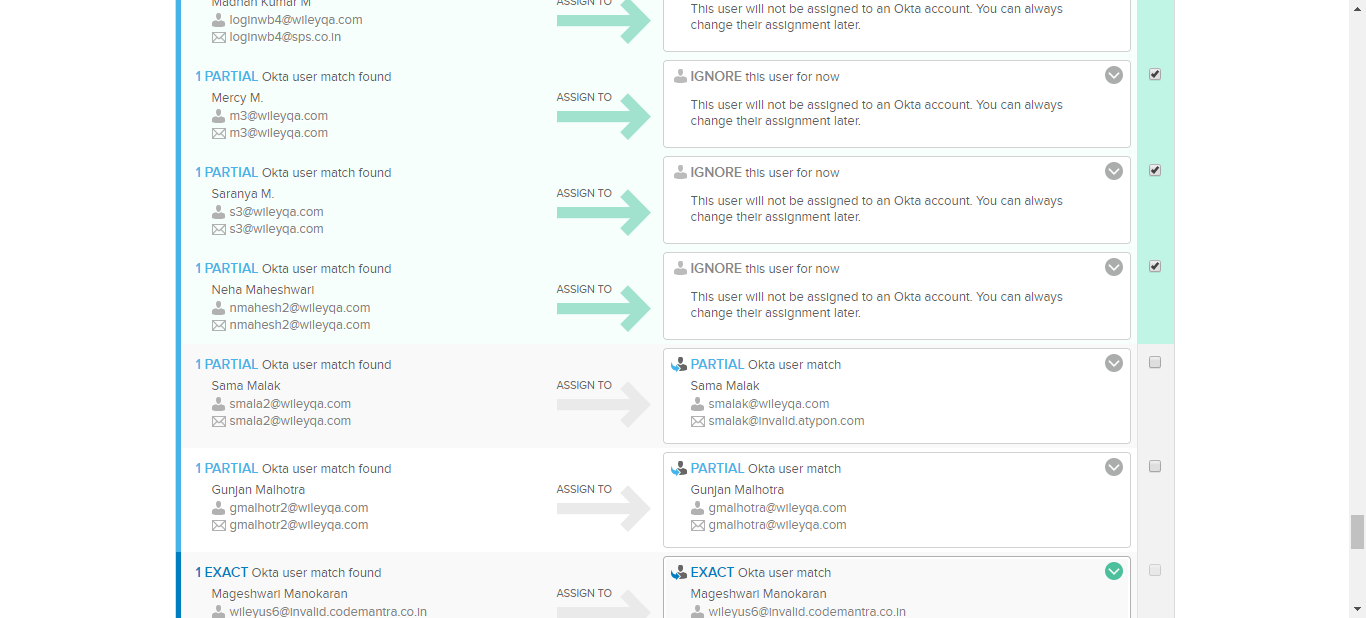 Madhan Kumar M
loginwb4@wileyqa.com
loginwb4@sps.co.in
ASSIGN TO
This user will not be assigned to an Okta account. You can always
change their assignment later.
1 PARTIAL Okta user match found
Mercy M.
m3@wileyqa.com
m3@wileyqa.com
ASSIGN TO
IGNORE this user for now
This user will not be assigned to an Okta account. You can always
change their assignment later.
1 PARTIAL Okta user match found
Saranya M.
s3@wileyqa.com
s3@wileyqa.com
ASSIGN TO
IGNORE this user for now
This user will not be assigned to an Okta account. You can always
change their assignment later.
1 PARTIAL Okta user match found
Neha Maheshwari
nmahesh2@wileyqa.com
nmahesh2@wileyqa.com
ASSIGN TO
IGNORE this user for now
This user will not be assigned to an Okta account. You can always
change their assignment later.
1 PARTIAL Okta user match found
Sama Malak
smala2@wileyqa.com
smala2@wileyqa.com
ASSIGN TO
PARTIAL Okta user match
Sama Malak
smalak@wileyqa.com
smalak@invalid.atypon.com
1 PARTIAL Okta user match found
Gunjan Malhotra
gmalhotr2@wileyqa.com
gmalhotr2@wileyqa.com
ASSIGN TO
PARTIAL Okta user match
Gunjan Malhotra
gmalhotra@wileyqa.com
gmalhotra@wileyqa.com
1 EXACT Okta user match found
Mageshwari Manokaran
wileyus6@invalid.codemantra.co.in
ASSIGN TO
EXACT Okta user match
Mageshwari Manokaran
wileyus6@invalid.codemantra.co.in